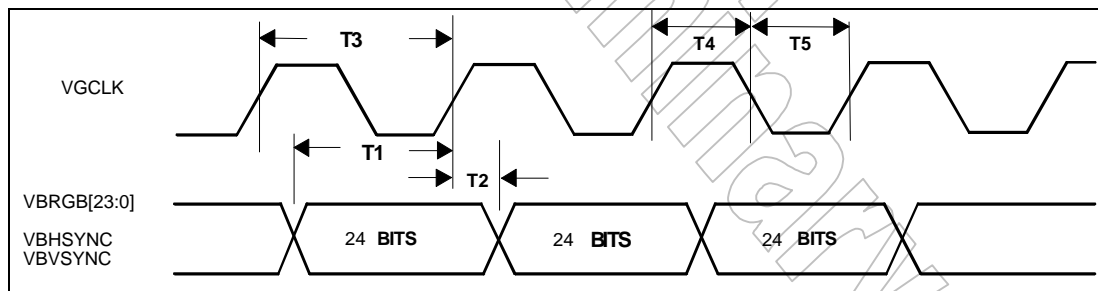 T3
T4
T5
VGCLK
T1
T2
VBRGB[23:0]
VBHSYNC
VBVSYNC
24 BITS
24 BITS
24 BITS